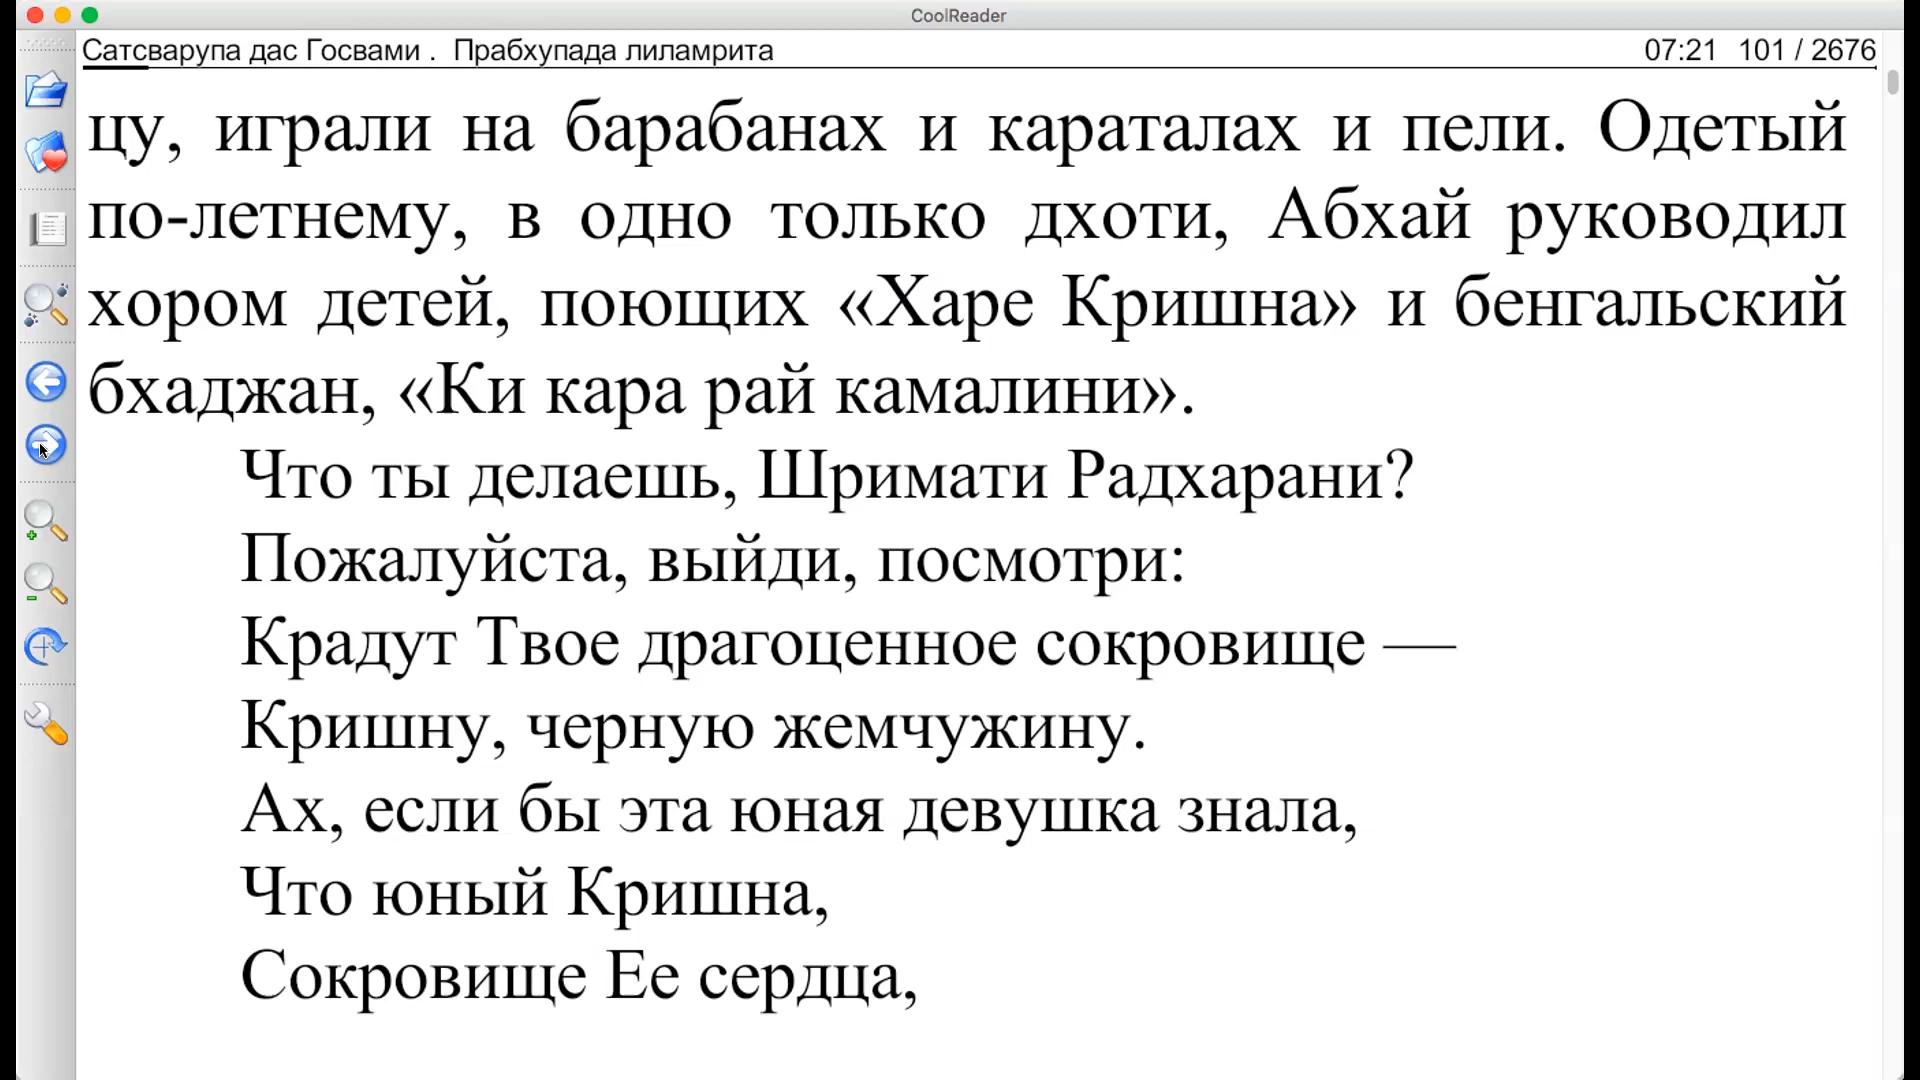 CoolReader
Сатсварупа дас Госвами .  Прабхупада лиламрита
07:21  101 / 2676
цу, играли на барабанах и караталах и пели. Одетый
по-летнему, в одно только дхоти, Абхай руководил
хором детей, поющих «Харе Кришна» и бенгальский
бхаджан, «Ки кара рай камалини».
Что ты делаешь, Шримати Радхарани?
Пожалуйста, выйди, посмотри:
Крадут Твое драгоценное сокровище —
Кришну, черную жемчужину.
Ах, если бы эта юная девушка знала,
Что юный Кришна,
Сокровище Ее сердца,